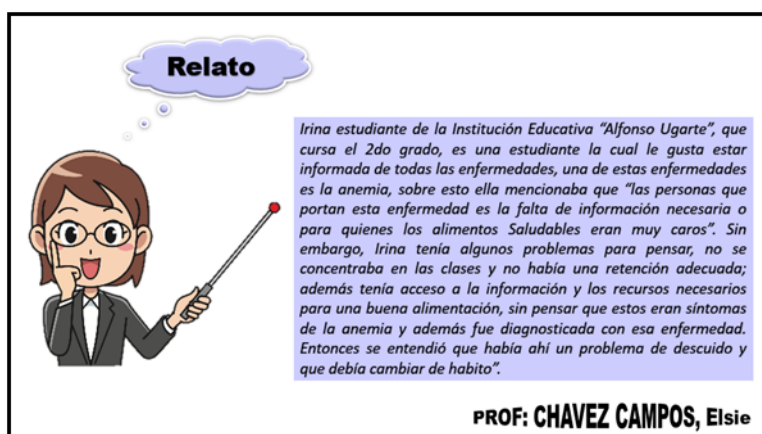 Relato
Irina estudiante de la Institución Educativa "Alfonso Ugarte", que
cursa el 2do grado, es una estudiante la cual le gusta estar
informada de todas las enfermedades, una de estas enfermedades
es la anemia, sobre esto ella mencionaba que "las personas que
portan esta enfermedad es la falta de información necesaria o
para quienes los alimentos Saludables eran muy caros". Sin
embargo, Irina tenía algunos problemas para pensar, no se
concentraba en las clases y no había una retención adecuada;
además tenía acceso a la información y los recursos necesarios
para una buena alimentación, sin pensar que estos eran síntomas
de la anemia y además fue diagnosticada con esa enfermedad.
Entonces se entendió que había ahí un problema de descuido y
que debía cambiar de habito".
PROF: CHAVEZ CAMPOS, Elsie